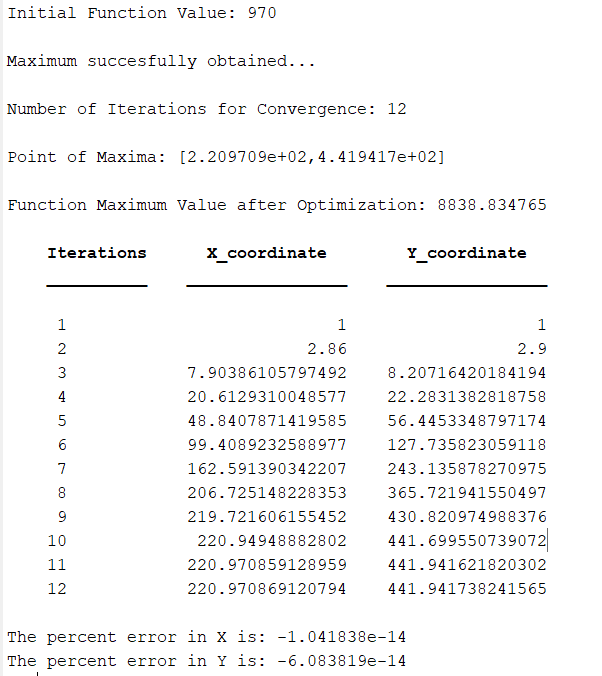 Initial Function Value: 970
Maximum succesfully obtained...
Number of Iterations for Convergence: 12
Point of Maxima: [2.209709e+02,4.419417e+02]
Function Maximum Value after Optimization: 8838.834765
Iterations X_coordinate Y_coordinate
1 1 1
2 2.86 2.9
3 7.90386105797492 8.20716420184194
4 20.6129310048577 22.2831382818758
5 48.8407871419585 56.4453348797174
6 99.4089232588977 127.735823059118
7 162.591390342207 243.135878270975
8 206.725148228353 365.721941550497
9 219.721606155452 430.820974988376
10 220.94948882802 441.699550739072
11 220.970859128959 441.941621820302
12 220.970869120794 441.941738241565
The percent error in X is: -1.041838e-14
The percent error in Y is: -6.083819e-14